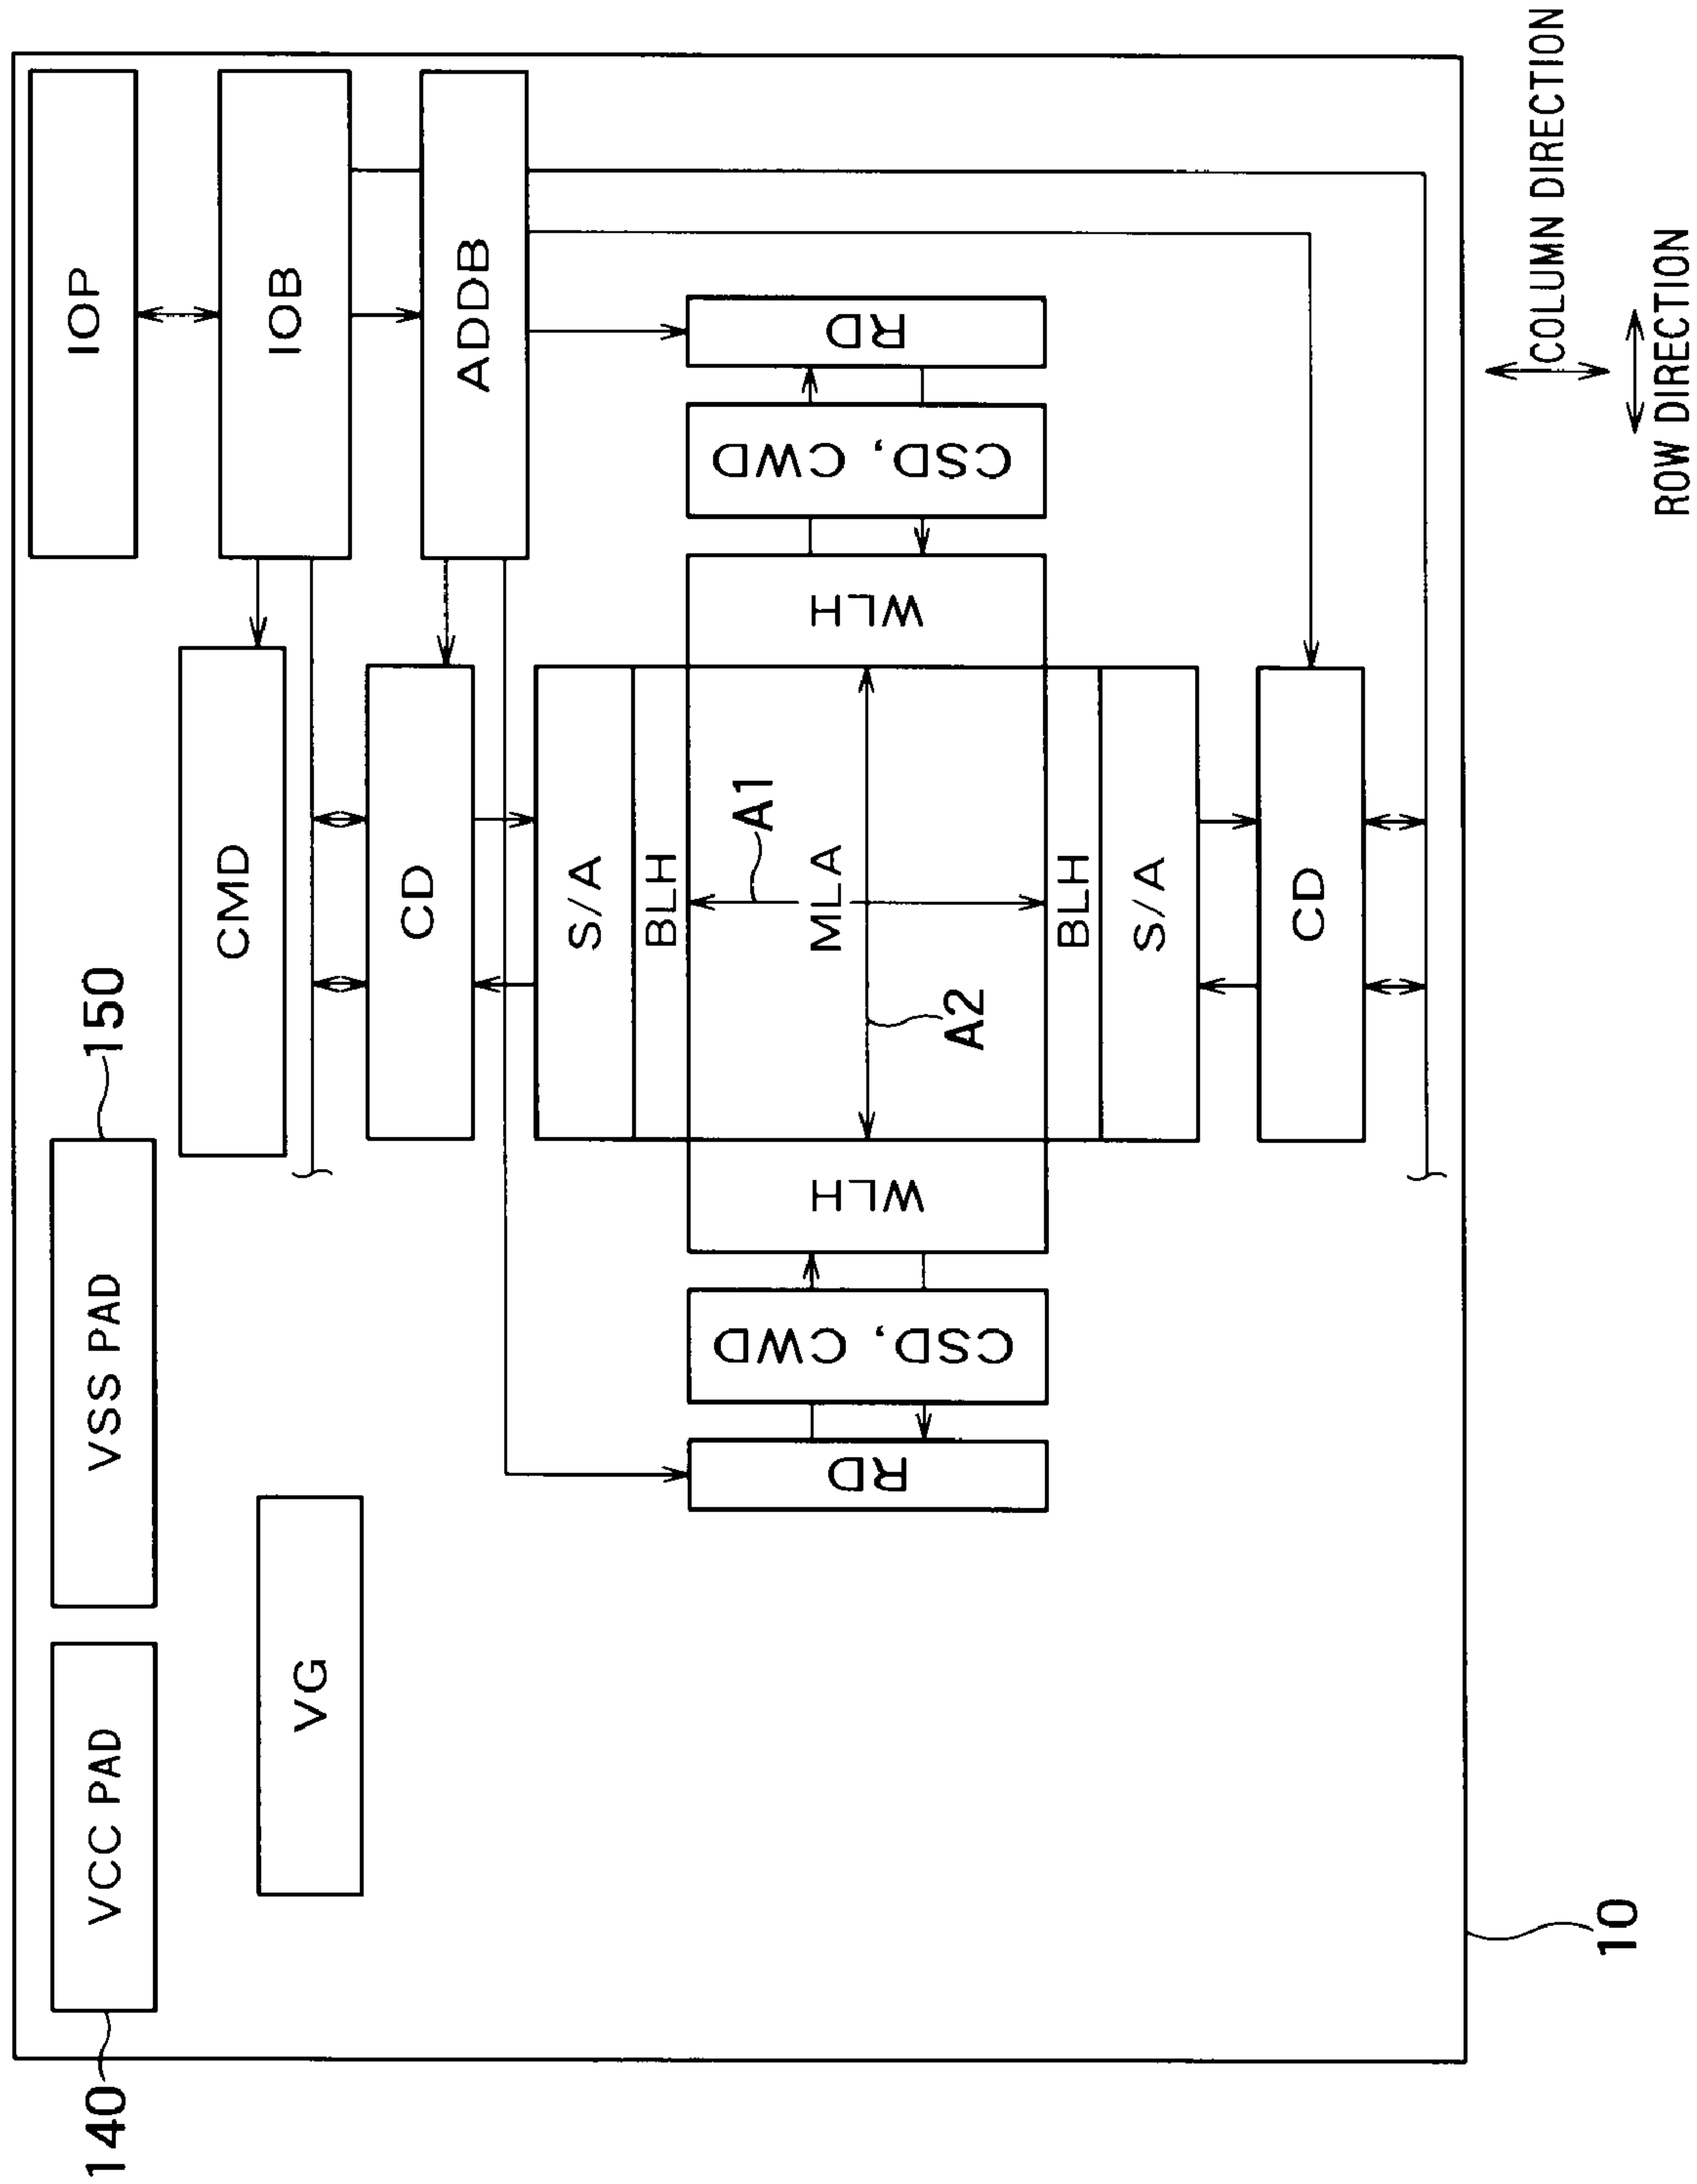 140
VCC PAD
VSS PAD
150
IOP
VG
CMD
IOB
CD
ADDB
S/A
BLH
RD
CSD, CWD
WLH
MLA
A1
A2
WLH
CSD, CWD
RD
BLH
S/A
CD
10
COLUMN DIRECTION
ROW DIRECTION